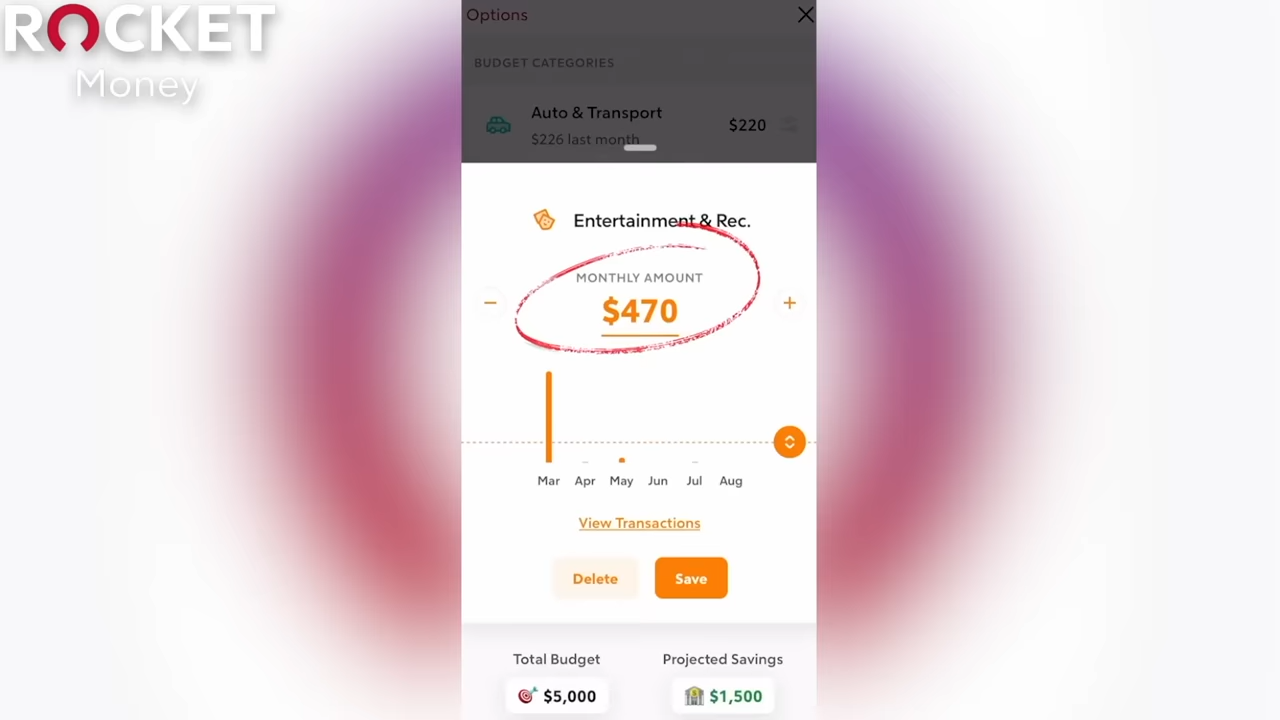 ROCKET
Money
Options
BUDGET CATEGORIES
Auto & Transport
$220
$226 last month
Entertainment & Rec.
MONTHLY AMOUNT
− $470 +
Mar Apr May Jun Jul Aug
View Transactions
Delete Save
Total Budget Projected Savings
$5,000 $1,500